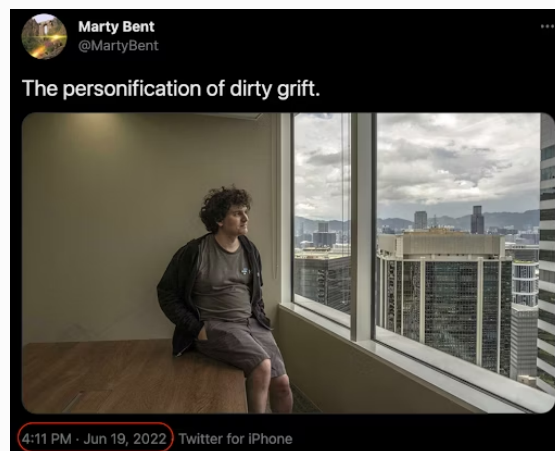 Marty Bent
@MartyBent
The personification of dirty grift.
4:11 PM · Jun 19, 2022 · Twitter for iPhone